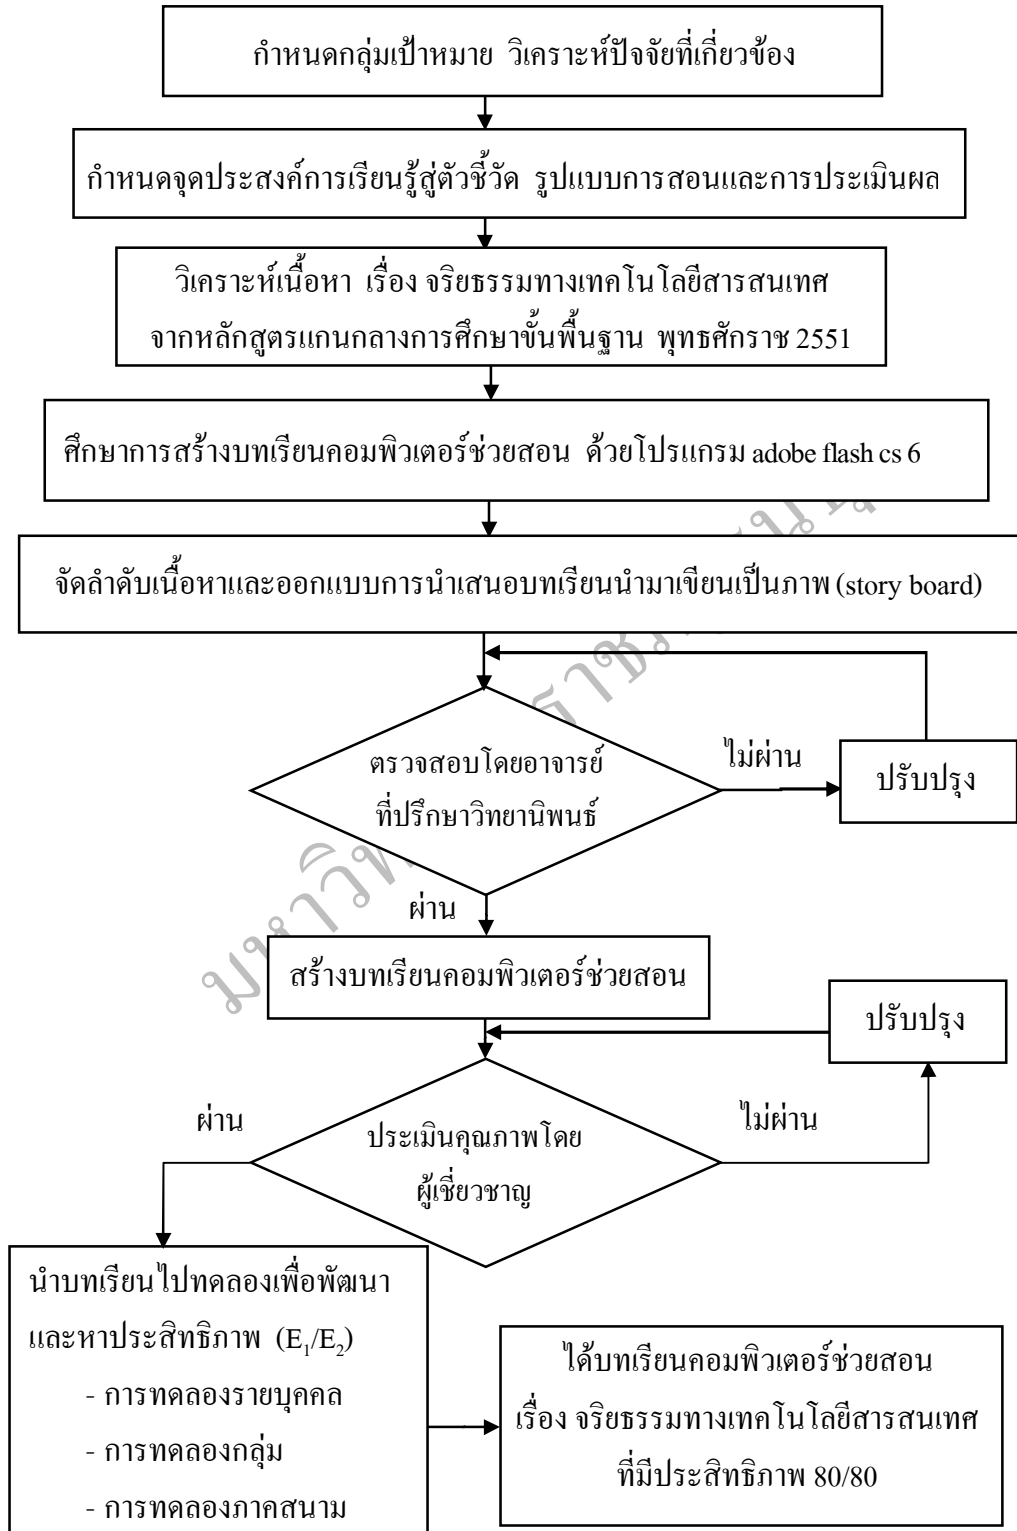 กำหนดกลุ่มเป้าหมาย วิเคราะห์ปัจจัยที่เกี่ยวข้อง
กำหนดจุดประสงค์การเรียนรู้สู่ตัวชี้วัด รูปแบบการสอนและการประเมินผล
วิเคราะห์เนื้อหา เรื่อง จริยธรรมทางเทคโนโลยีสารสนเทศ
จากหลักสูตรแกนกลางการศึกษาขั้นพื้นฐาน พุทธศักราช 2551
ศึกษาการสร้างบทเรียนคอมพิวเตอร์ช่วยสอน ด้วยโปรแกรม adobe flash cs 6
จัดลำดับเนื้อหาและออกแบบการนำเสนอบทเรียนนำมาเขียนเป็นภาพ (story board)
ตรวจสอบโดยอาจารย์
ที่ปรึกษาวิทยานิพนธ์
ไม่ผ่าน
ปรับปรุง
ผ่าน
สร้างบทเรียนคอมพิวเตอร์ช่วยสอน
ปรับปรุง
ผ่าน
ไม่ผ่าน
ประเมินคุณภาพโดย
ผู้เชี่ยวชาญ
นำบทเรียนไปทดลองเพื่อพัฒนา
และหาประสิทธิภาพ (E₁/E₂)
- การทดลองรายบุคคล
- การทดลองกลุ่ม
- การทดลองภาคสนาม
ได้บทเรียนคอมพิวเตอร์ช่วยสอน
เรื่อง จริยธรรมทางเทคโนโลยีสารสนเทศ
ที่มีประสิทธิภาพ 80/80